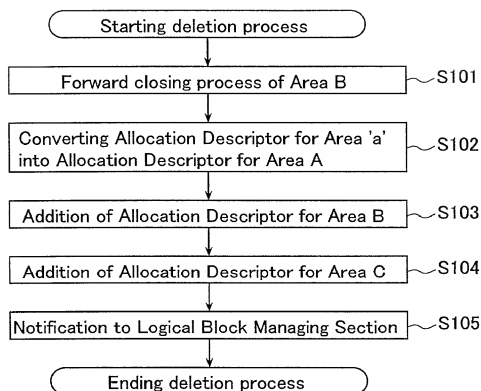 Starting deletion process
Forward closing process of Area B
S101
Converting Allocation Descriptor for Area 'a'
into Allocation Descriptor for Area A
S102
Addition of Allocation Descriptor for Area B
S103
Addition of Allocation Descriptor for Area C
S104
Notification to Logical Block Managing Section
S105
Ending deletion process